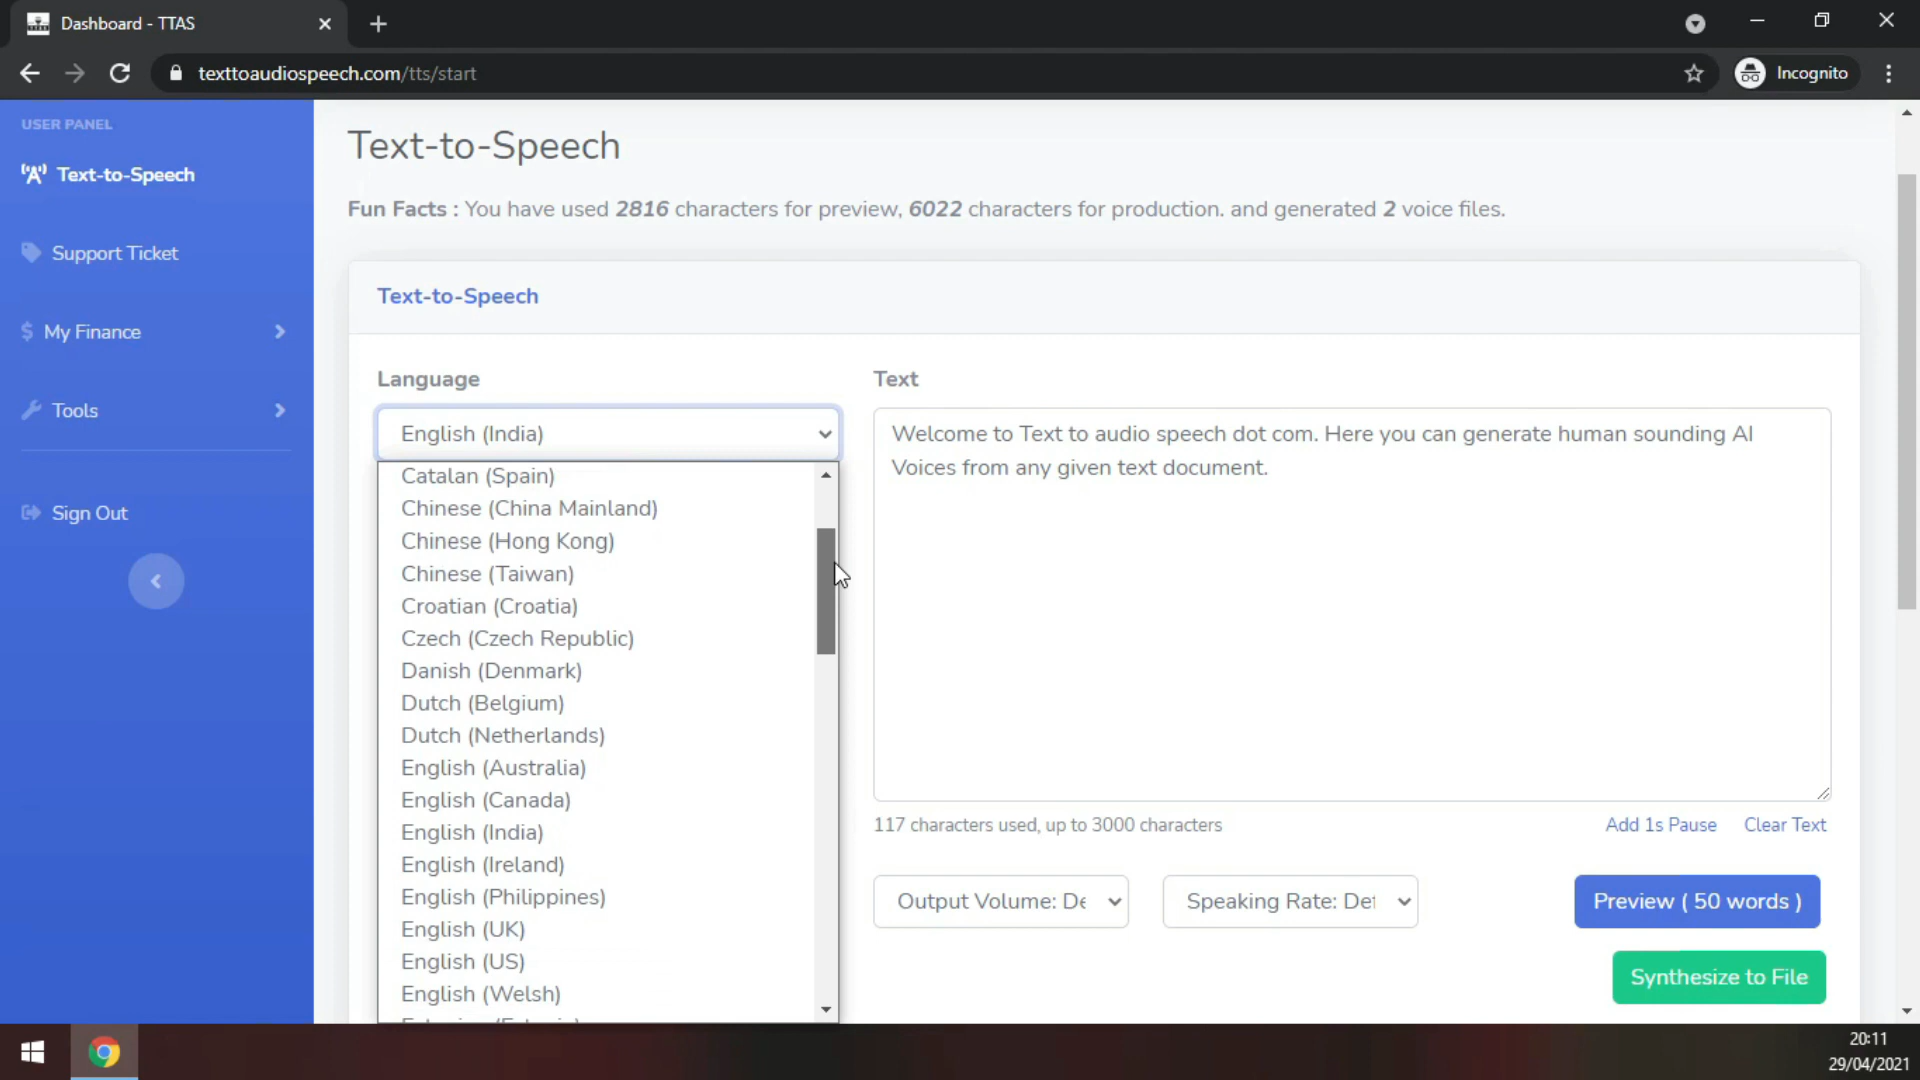 Dashboard - TTAS
texttoaudiospeech.com/tts/start
Incognito
USER PANEL
Text-to-Speech
Support Ticket
My Finance
Tools
Sign Out
Text-to-Speech
Fun Facts : You have used 2816 characters for preview, 6022 characters for production. and generated 2 voice files.
Text-to-Speech
Language
English (India)
Catalan (Spain)
Chinese (China Mainland)
Chinese (Hong Kong)
Chinese (Taiwan)
Croatian (Croatia)
Czech (Czech Republic)
Danish (Denmark)
Dutch (Belgium)
Dutch (Netherlands)
English (Australia)
English (Canada)
English (India)
English (Ireland)
English (Philippines)
English (UK)
English (US)
English (Welsh)
Text
Welcome to Text to audio speech dot com. Here you can generate human sounding AI
Voices from any given text document.
117 characters used, up to 3000 characters
Add 1s Pause
Clear Text
Output Volume: De
Speaking Rate: Def
Preview ( 50 words )
Synthesize to File
20:11
29/04/2021